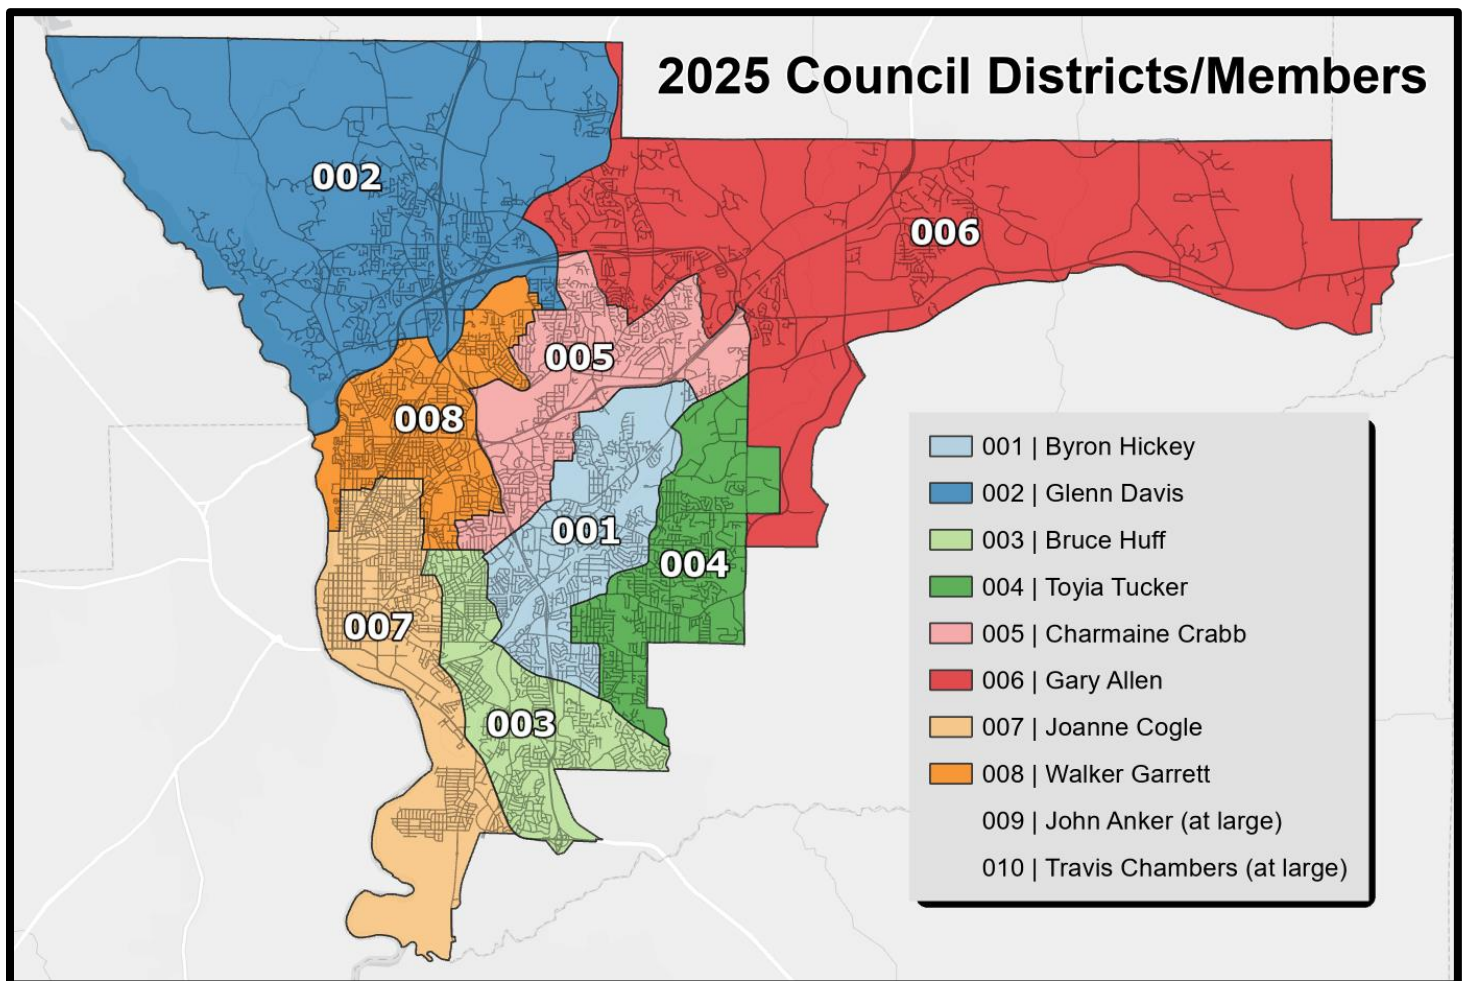 2025 Council Districts/Members
002
006
005
008
001
004
007
003
001 | Byron Hickey
002 | Glenn Davis
003 | Bruce Huff
004 | Toyia Tucker
005 | Charmaine Crabb
006 | Gary Allen
007 | Joanne Cogle
008 | Walker Garrett
009 | John Anker (at large)
010 | Travis Chambers (at large)